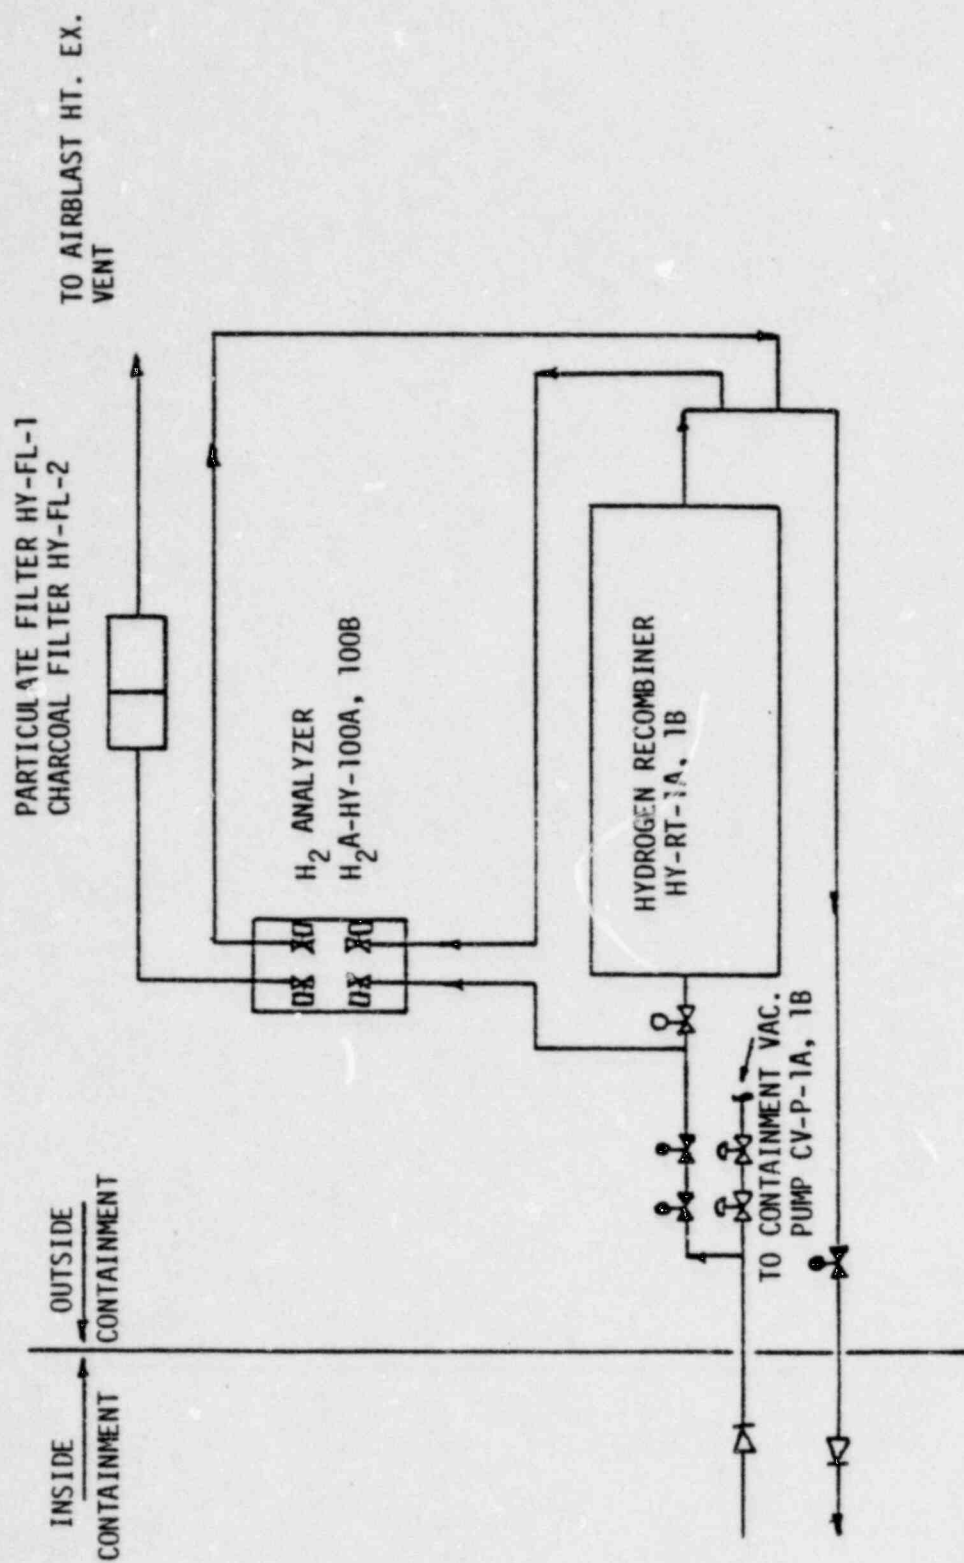 PARTICULATE FILTER HY-FL-1
CHARCOAL FILTER HY-FL-2
TO AIRBLAST HT. EX.
VENT
H2 ANALYZER
H2A-HY-100A, 100B
HYDROGEN RECOMBINER
HY-RT-1A, 1B
TO CONTAINMENT VAC.
PUMP CV-P-1A, 1B
INSIDE
CONTAINMENT
OUTSIDE
CONTAINMENT